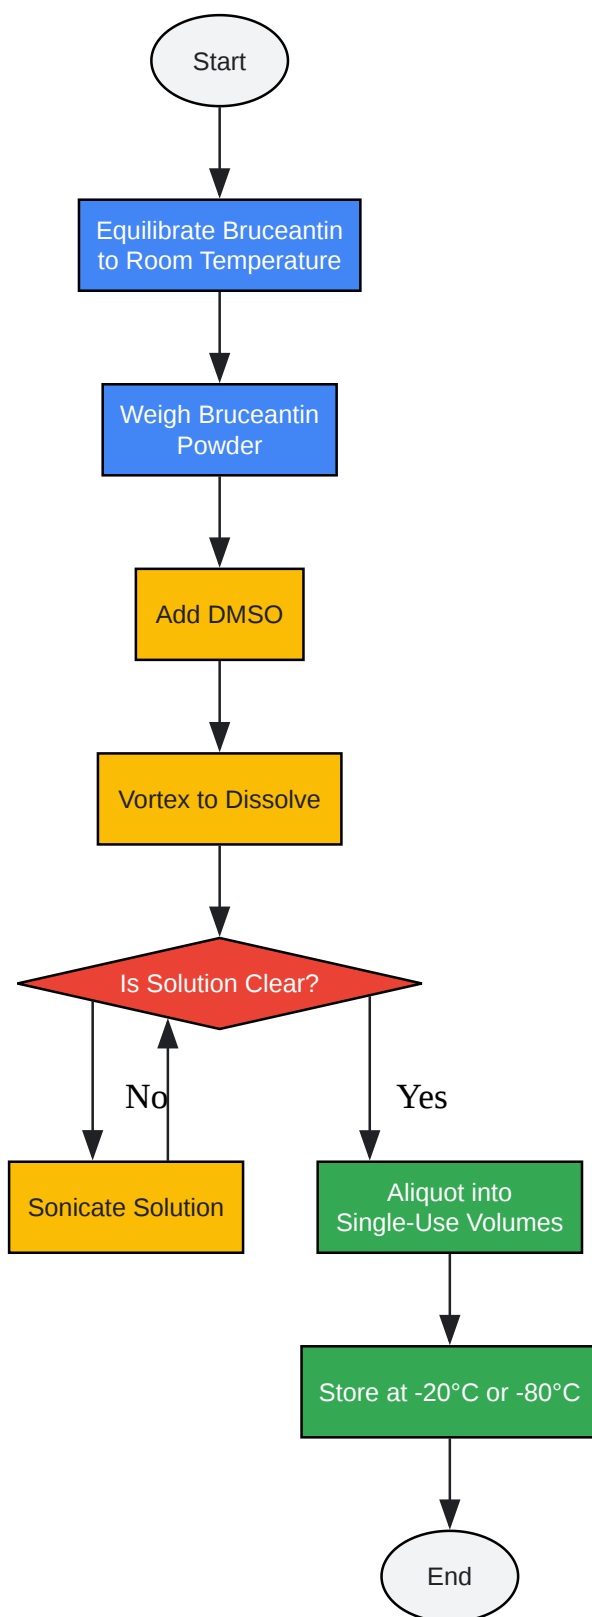 Start
Equilibrate Bruceantin
to Room Temperature
Weigh Bruceantin
Powder
Add DMSO
Vortex to Dissolve
Is Solution Clear?
No
Yes
Sonicate Solution
Aliquot into
Single-Use Volumes
Store at -20°C or -80°C
End